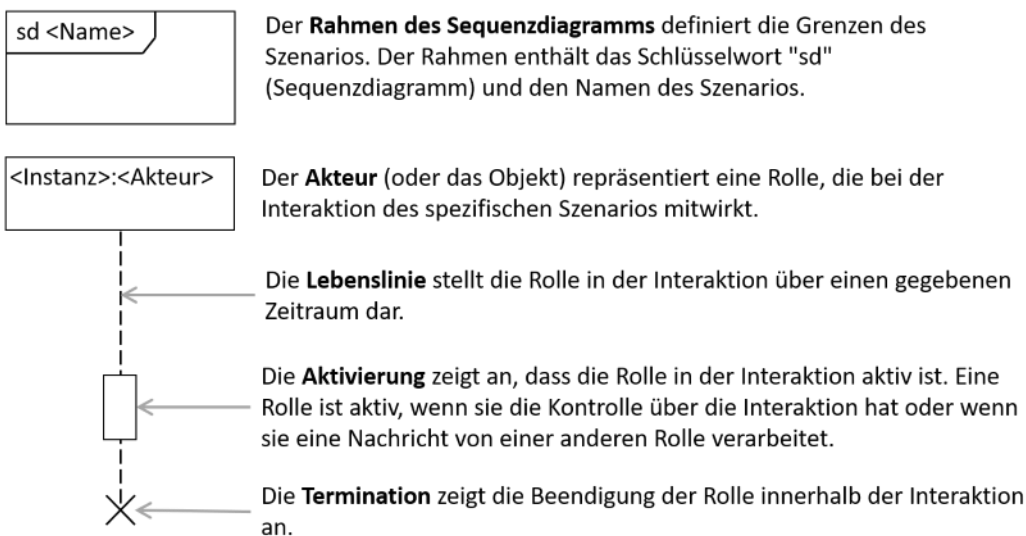 sd <Name>
Der Rahmen des Sequenzdiagramms definiert die Grenzen des
Szenarios. Der Rahmen enthält das Schlüsselwort "sd"
(Sequenzdiagramm) und den Namen des Szenarios.
<Instanz>:<Akteur>
Der Akteur (oder das Objekt) repräsentiert eine Rolle, die bei der
Interaktion des spezifischen Szenarios mitwirkt.
Die Lebenslinie stellt die Rolle in der Interaktion über einen gegebenen
Zeitraum dar.
Die Aktivierung zeigt an, dass die Rolle in der Interaktion aktiv ist. Eine
Rolle ist aktiv, wenn sie die Kontrolle über die Interaktion hat oder wenn
sie eine Nachricht von einer anderen Rolle verarbeitet.
Die Termination zeigt die Beendigung der Rolle innerhalb der Interaktion
an.